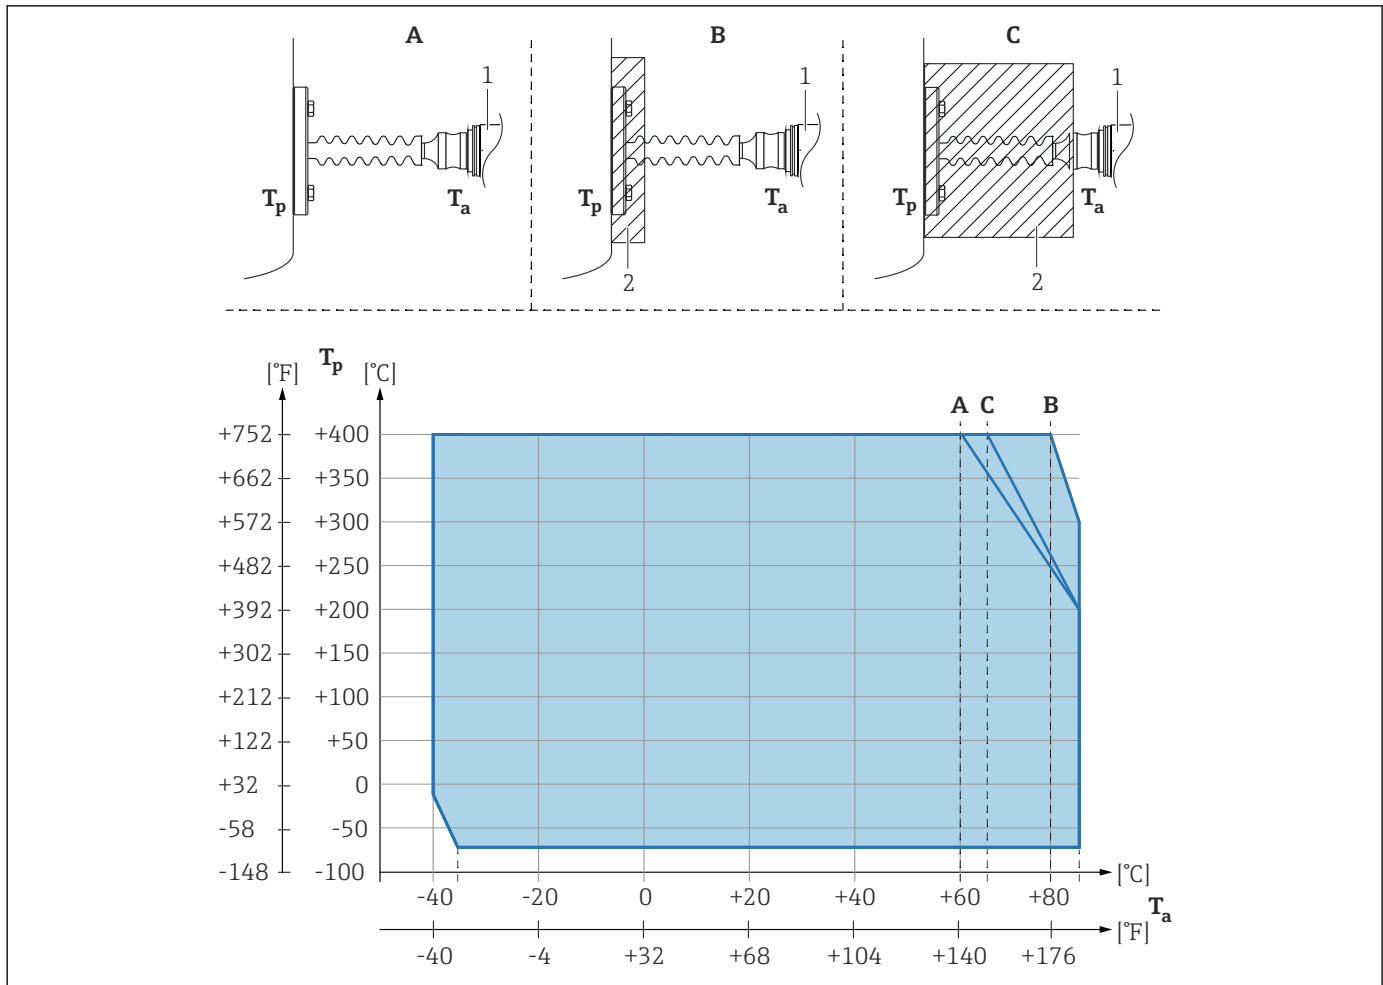 A B C
1 1 1
Tp Ta Tp Ta Tp Ta
2 2
Tp
[°F] [°C]
A C B
+752 +400
+662 +350
+572 +300
+482 +250
+392 +200
+302 +150
+212 +100
+122 +50
+32 0
-58 -50
-148 -100
[°C]
-40 -20 0 +20 +40 +60 +80
Ta
[°F]
-40 -4 +32 +68 +104 +140 +176